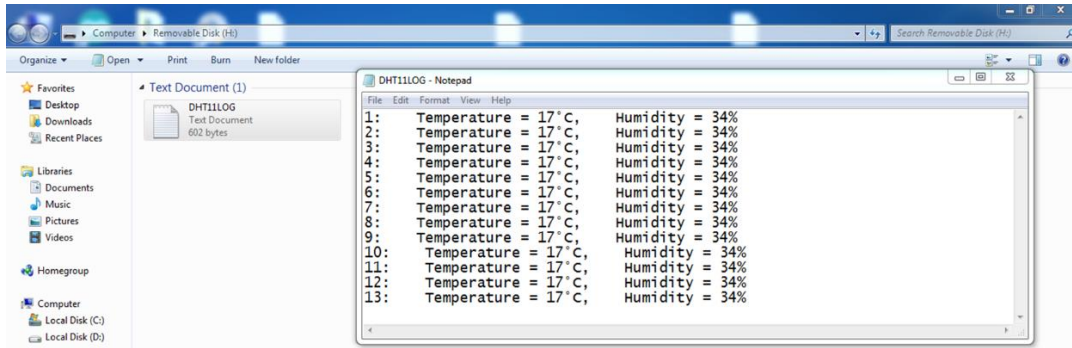 Computer ▸ Removable Disk (H:)
Search Removable Disk (H:)
Organize
Open
Print
Burn
New folder
Favorites
Desktop
Downloads
Recent Places
Libraries
Documents
Music
Pictures
Videos
Homegroup
Computer
Local Disk (C:)
Local Disk (D:)
Text Document (1)
DHT11LOG
Text Document
602 bytes
DHT11LOG - Notepad
File Edit Format View Help
1: Temperature = 17°C, Humidity = 34%
2: Temperature = 17°C, Humidity = 34%
3: Temperature = 17°C, Humidity = 34%
4: Temperature = 17°C, Humidity = 34%
5: Temperature = 17°C, Humidity = 34%
6: Temperature = 17°C, Humidity = 34%
7: Temperature = 17°C, Humidity = 34%
8: Temperature = 17°C, Humidity = 34%
9: Temperature = 17°C, Humidity = 34%
10: Temperature = 17°C, Humidity = 34%
11: Temperature = 17°C, Humidity = 34%
12: Temperature = 17°C, Humidity = 34%
13: Temperature = 17°C, Humidity = 34%